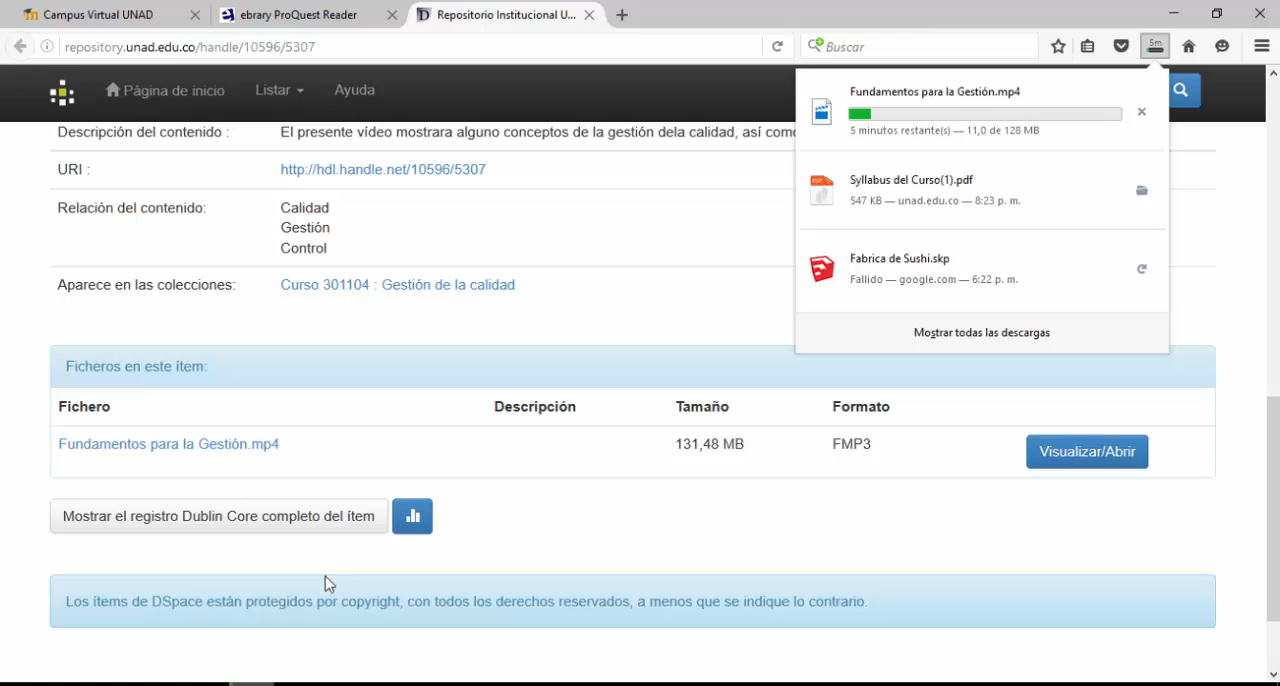 Campus Virtual UNAD
ebrary ProQuest Reader
Repositorio Institucional U...
repository.unad.edu.co/handle/10596/5307
Buscar
5m
Página de inicio
Listar
Ayuda
Descripción del contenido :
El presente vídeo mostrara alguno conceptos de la gestión dela calidad, así como
URI :
http://hdl.handle.net/10596/5307
Relación del contenido:
Calidad
Gestión
Control
Aparece en las colecciones:
Curso 301104 : Gestión de la calidad
Fundamentos para la Gestión.mp4
5 minutos restante(s) — 11,0 de 128 MB
Syllabus del Curso(1).pdf
547 KB — unad.edu.co — 8:23 p. m.
Fabrica de Sushi.skp
Fallido — google.com — 6:22 p. m.
Mostrar todas las descargas
Ficheros en este ítem:
Fichero Descripción Tamaño Formato
Fundamentos para la Gestión.mp4 131,48 MB FMP3 Visualizar/Abrir
Mostrar el registro Dublin Core completo del ítem
Los ítems de DSpace están protegidos por copyright, con todos los derechos reservados, a menos que se indique lo contrario.